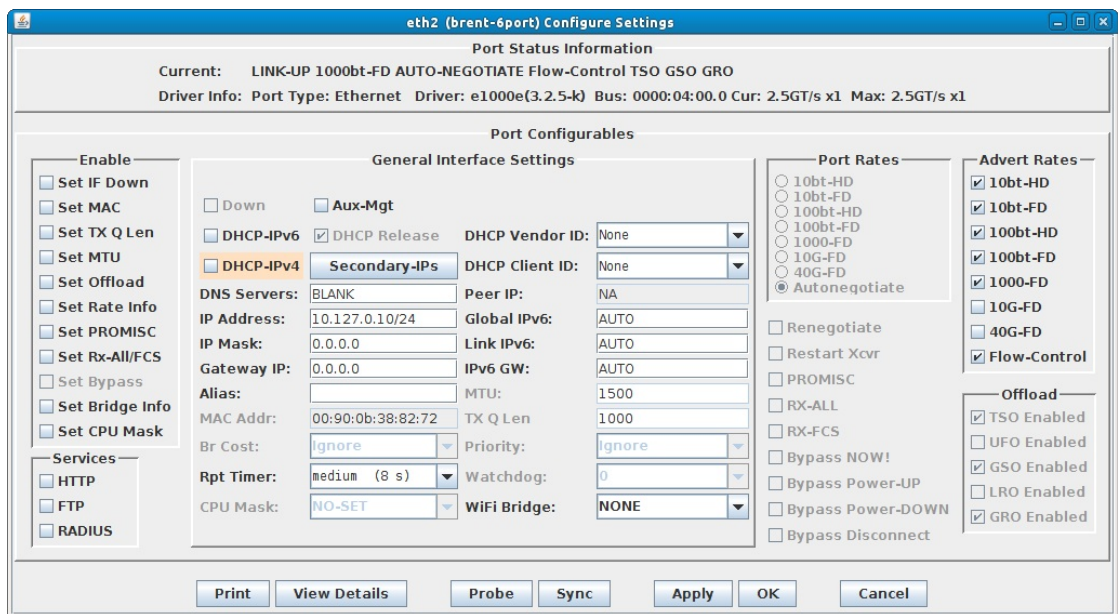 eth2 (brent-6port) Configure Settings
Port Status Information
Current: LINK-UP 1000bt-FD AUTO-NEGOTIATE Flow-Control TSO GSO GRO
Driver Info: Port Type: Ethernet Driver: e1000e(3.2.5-k) Bus: 0000:04:00.0 Cur: 2.5GT/s x1 Max: 2.5GT/s x1
Port Configurables
Enable
Set IF Down
Set MAC
Set TX Q Len
Set MTU
Set Offload
Set Rate Info
Set PROMISC
Set Rx-All/FCS
Set Bypass
Set Bridge Info
Set CPU Mask
Services
HTTP
FTP
RADIUS
General Interface Settings
Down Aux-Mgt
DHCP-IPv6 DHCP Release DHCP Vendor ID: None
DHCP-IPv4 Secondary-IPs DHCP Client ID: None
DNS Servers: BLANK Peer IP: NA
IP Address: 10.127.0.10/24 Global IPv6: AUTO
IP Mask: 0.0.0.0 Link IPv6: AUTO
Gateway IP: 0.0.0.0 IPv6 GW: AUTO
Alias: MTU: 1500
MAC Addr: 00:90:0b:38:82:72 TX Q Len 1000
Br Cost: Ignore Priority: Ignore
Rpt Timer: medium (8 s) Watchdog: 0
CPU Mask: NO-SET WiFi Bridge: NONE
Port Rates
10bt-HD
10bt-FD
100bt-HD
100bt-FD
1000-FD
10G-FD
40G-FD
Autonegotiate
Renegotiate
Restart Xcvr
PROMISC
RX-ALL
RX-FCS
Bypass NOW!
Bypass Power-UP
Bypass Power-DOWN
Bypass Disconnect
Advert Rates
10bt-HD
10bt-FD
100bt-HD
100bt-FD
1000-FD
10G-FD
40G-FD
Flow-Control
Offload
TSO Enabled
UFO Enabled
GSO Enabled
LRO Enabled
GRO Enabled
Print View Details Probe Sync Apply OK Cancel